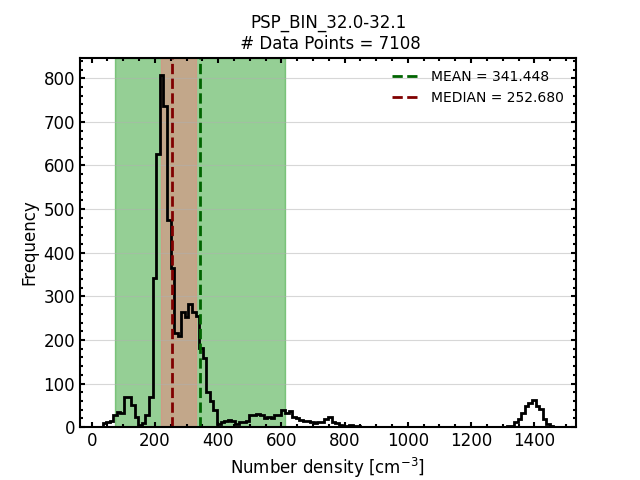 PSP_BIN_32.0-32.1
# Data Points = 7108
MEAN = 341.448
MEDIAN = 252.680
800
700
600
500
400
300
200
100
0
Frequency
0 200 400 600 800 1000 1200 1400
Number density [cm⁻³]